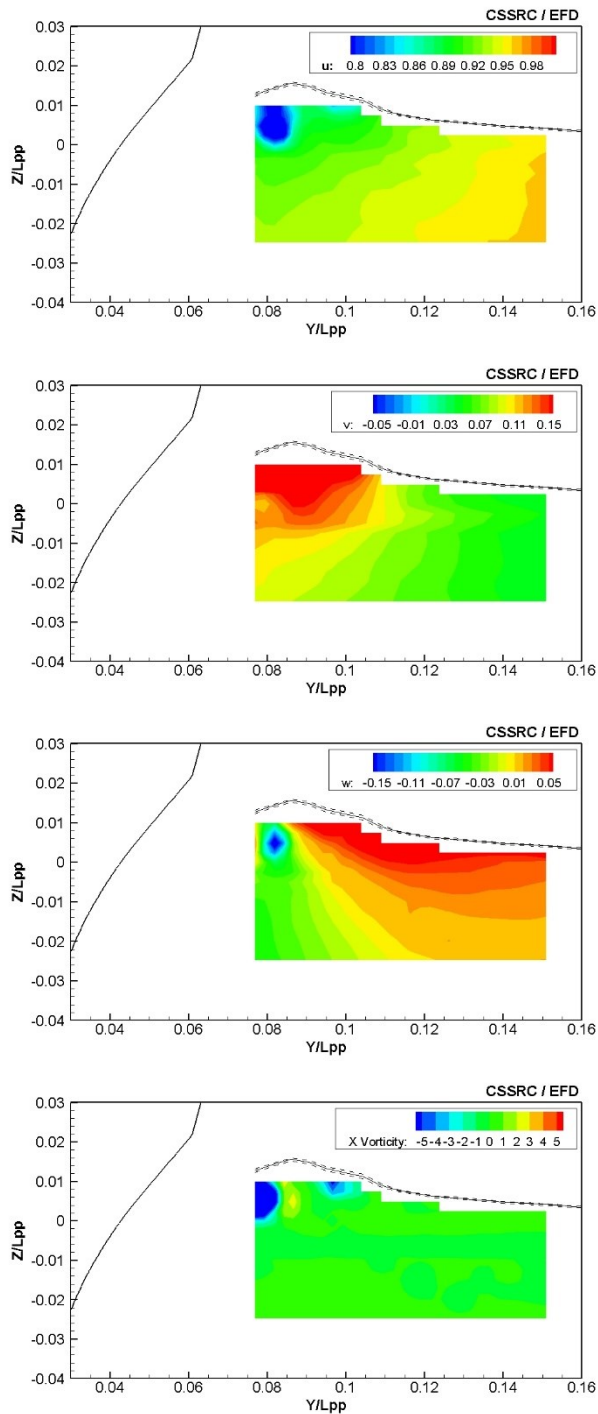 CSSRC / EFD
u: 0.8 0.83 0.86 0.89 0.92 0.95 0.98
0.03
0.02
0.01
0
-0.01
-0.02
-0.03
-0.04
Z/Lpp
0.04 0.06 0.08 0.1 0.12 0.14 0.16
Y/Lpp
CSSRC / EFD
v: -0.05 -0.01 0.03 0.07 0.11 0.15
0.03
0.02
0.01
0
-0.01
-0.02
-0.03
-0.04
Z/Lpp
0.04 0.06 0.08 0.1 0.12 0.14 0.16
Y/Lpp
CSSRC / EFD
w: -0.15 -0.11 -0.07 -0.03 0.01 0.05
0.03
0.02
0.01
0
-0.01
-0.02
-0.03
-0.04
Z/Lpp
0.04 0.06 0.08 0.1 0.12 0.14 0.16
Y/Lpp
CSSRC / EFD
X Vorticity: -5 -4 -3 -2 -1 0 1 2 3 4 5
0.03
0.02
0.01
0
-0.01
-0.02
-0.03
-0.04
Z/Lpp
0.04 0.06 0.08 0.1 0.12 0.14 0.16
Y/Lpp